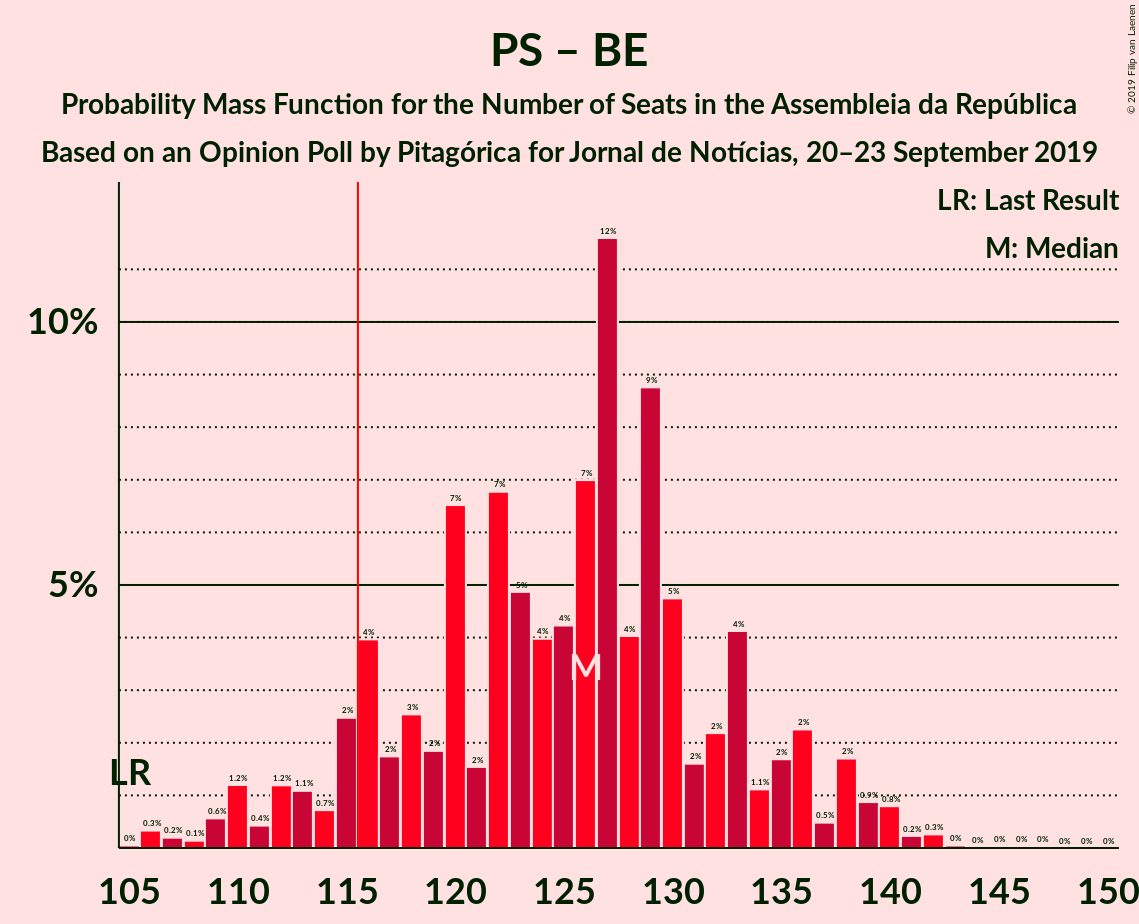 PS – BE
Probability Mass Function for the Number of Seats in the Assembleia da República
Based on an Opinion Poll by Pitagórica for Jornal de Notícias, 20–23 September 2019
© 2019 Filip van Laenen
LR: Last Result
M: Median
10%
5%
LR
M
0% 0.3% 0.2% 0.1% 0.6% 1.2% 0.4% 1.2% 1.1% 0.7% 2% 4% 2% 3% 2% 7% 2% 7% 5% 4% 4% 7% 12% 4% 9% 5% 2% 2% 4% 1.1% 2% 2% 0.5% 2% 0.9% 0.8% 0.2% 0.3% 0% 0% 0% 0% 0% 0% 0% 0%
105 110 115 120 125 130 135 140 145 150